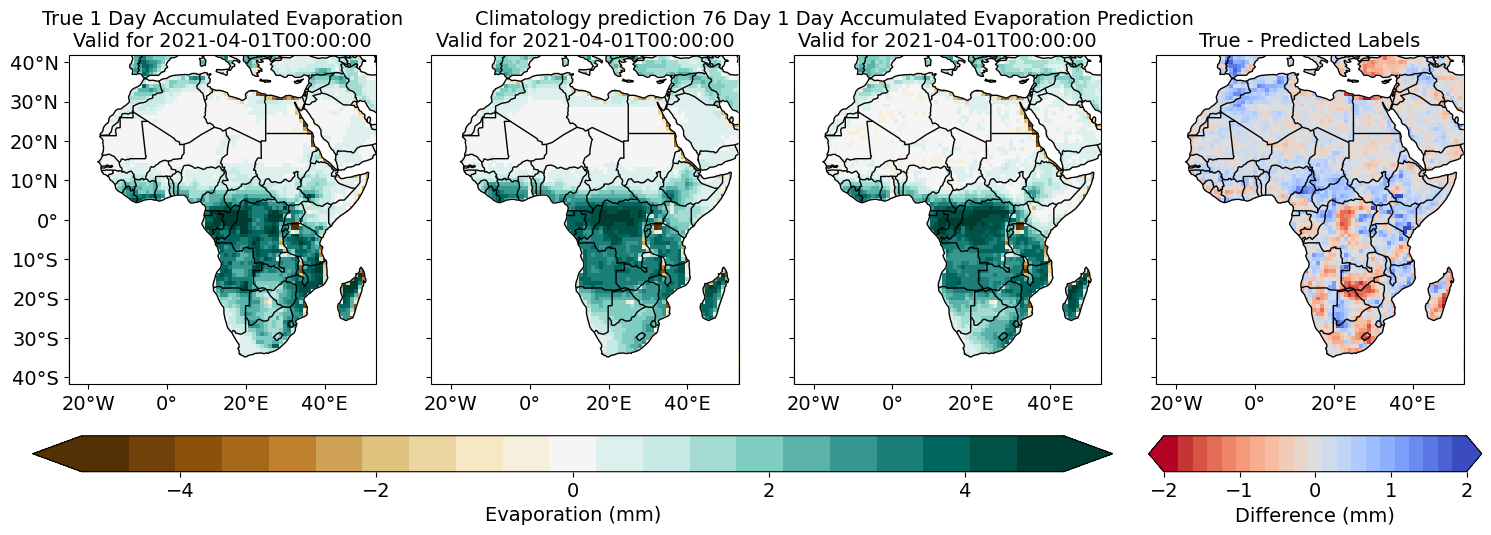 True 1 Day Accumulated Evaporation
Valid for 2021-04-01T00:00:00
Climatology prediction 76 Day 1 Day Accumulated Evaporation Prediction
Valid for 2021-04-01T00:00:00
Valid for 2021-04-01T00:00:00
True - Predicted Labels
40°N
30°N
20°N
10°N
0°
10°S
20°S
30°S
40°S
20°W 0° 20°E 40°E
20°W 0° 20°E 40°E
20°W 0° 20°E 40°E
20°W 0° 20°E 40°E
−4 −2 0 2 4
Evaporation (mm)
−2 −1 0 1 2
Difference (mm)